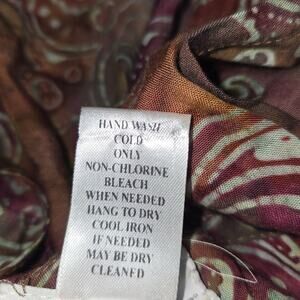 HAND WASH
COLD
ONLY
NON-CHLORINE
BLEACH
WHEN NEEDED
HANG TO DRY
COOL IRON
IF NEEDED
MAY BE DRY
CLEANED